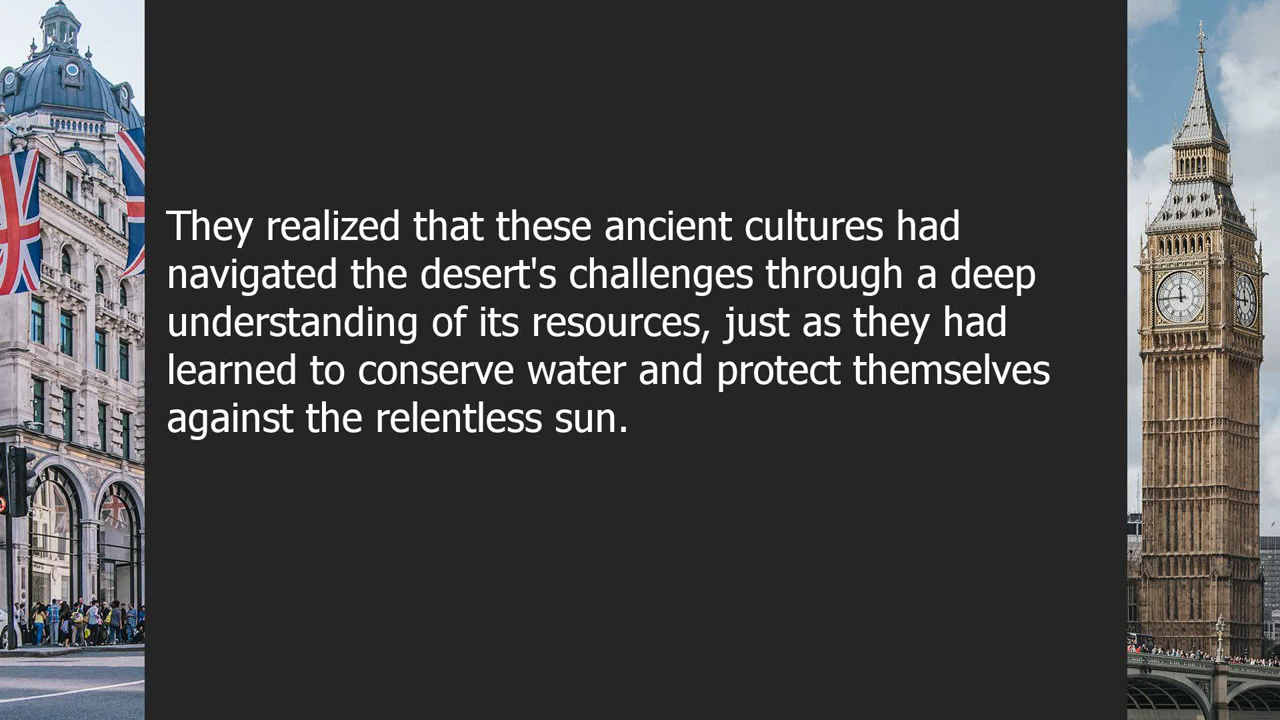 They realized that these ancient cultures had
navigated the desert's challenges through a deep
understanding of its resources, just as they had
learned to conserve water and protect themselves
against the relentless sun.